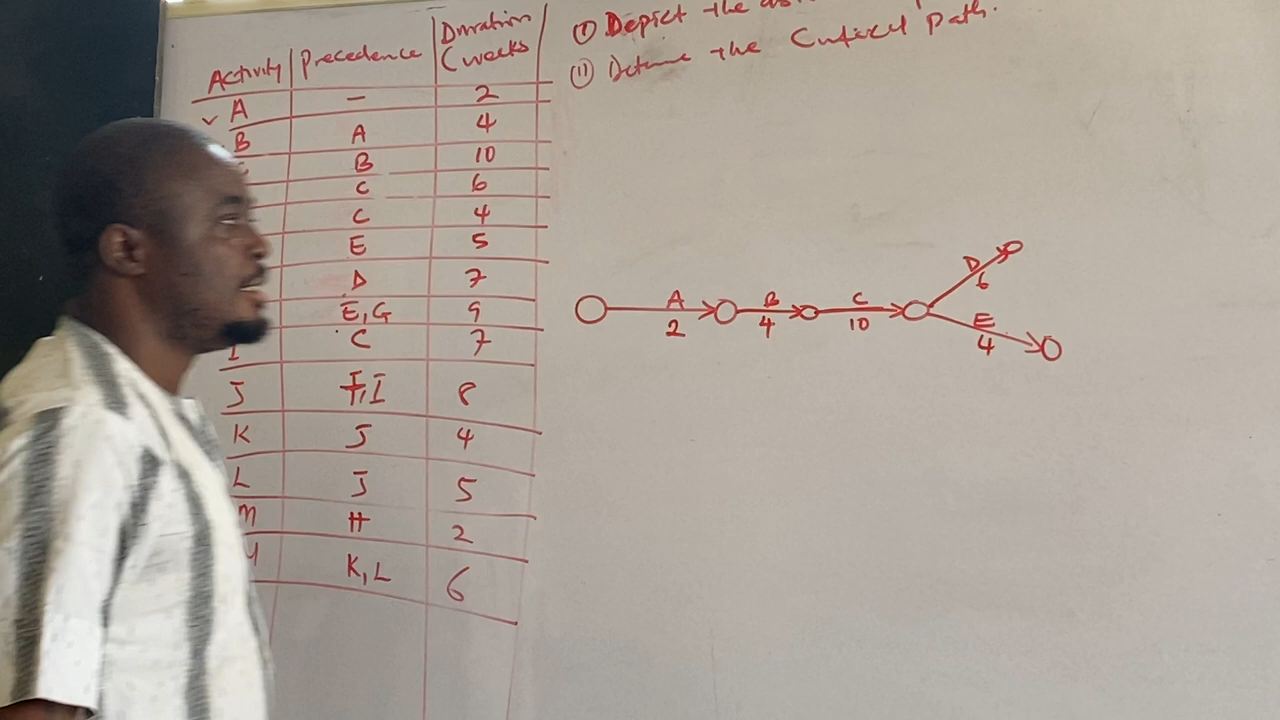 Activity Precedence Duration (weeks
A - 2
B A 4
B 10
C 6
C 4
E 5
D 7
E,G 9
I C 7
J F,I 8
K J 4
L J 5
M H 2
K,L 6
(i) Depict the
(ii) the Critical Path.
A
2
B
4
C
10
D
6
E
4